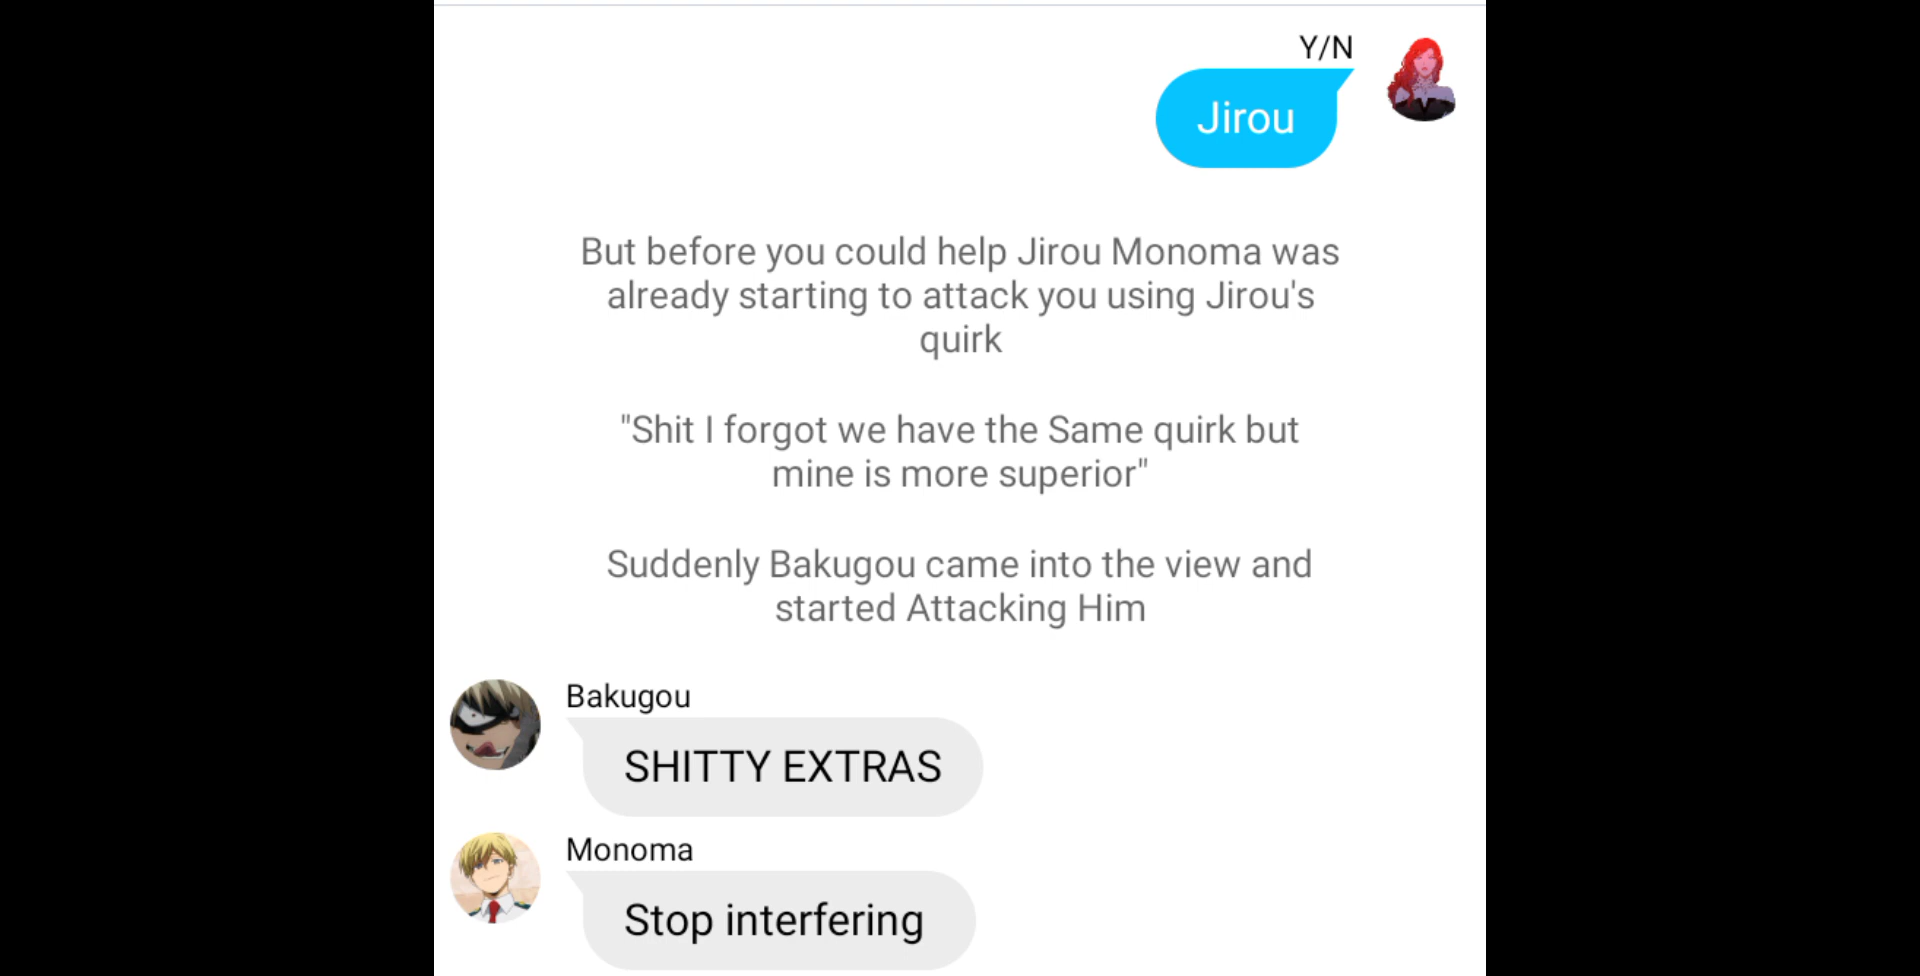 Y/N
Jirou
But before you could help Jirou Monoma was
already starting to attack you using Jirou's
quirk
"Shit I forgot we have the Same quirk but
mine is more superior"
Suddenly Bakugou came into the view and
started Attacking Him
Bakugou
SHITTY EXTRAS
Monoma
Stop interfering